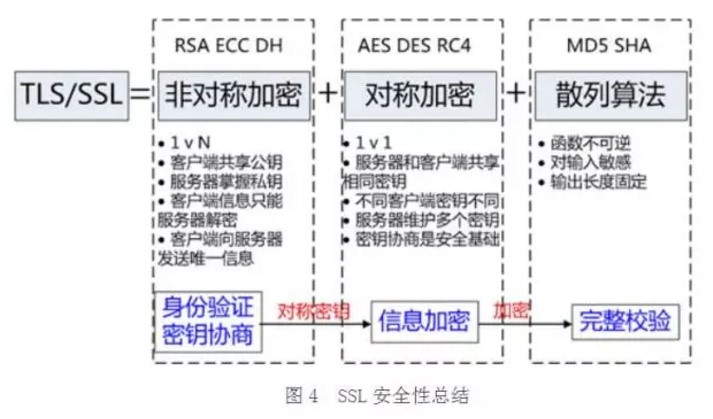 RSA ECC DH
AES DES RC4
MD5 SHA
TLS/SSL=非对称加密+对称加密+散列算法
• 1 v N
• 客户端共享公钥
• 服务器掌握私钥
• 客户端信息只能
服务器解密
• 客户端向服务器
发送唯一信息
• 1 v 1
• 服务器和客户端共享
相同密钥
• 不同客户端密钥不同
• 服务器维护多个密钥
• 密钥协商是安全基础
• 函数不可逆
• 对输入敏感
• 输出长度固定
身份验证
密钥协商
对称密钥
信息加密
加密
完整校验
图 4 SSL 安全性总结